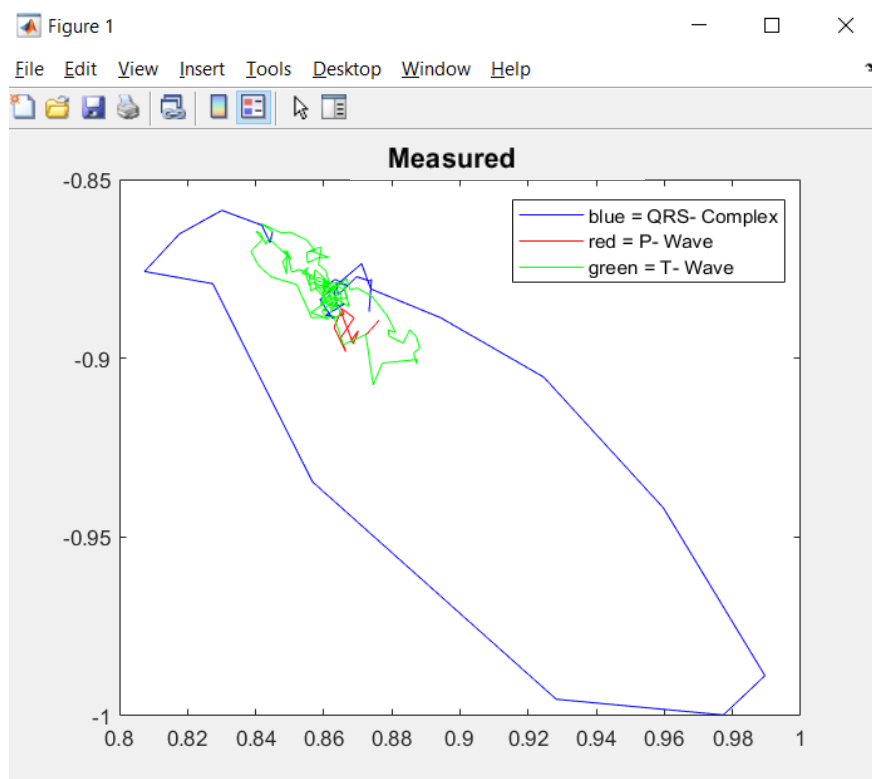 Figure 1
File Edit View Insert Tools Desktop Window Help
Measured
-0.85
blue = QRS- Complex
red = P- Wave
green = T- Wave
-0.9
-0.95
-1
0.8 0.82 0.84 0.86 0.88 0.9 0.92 0.94 0.96 0.98 1